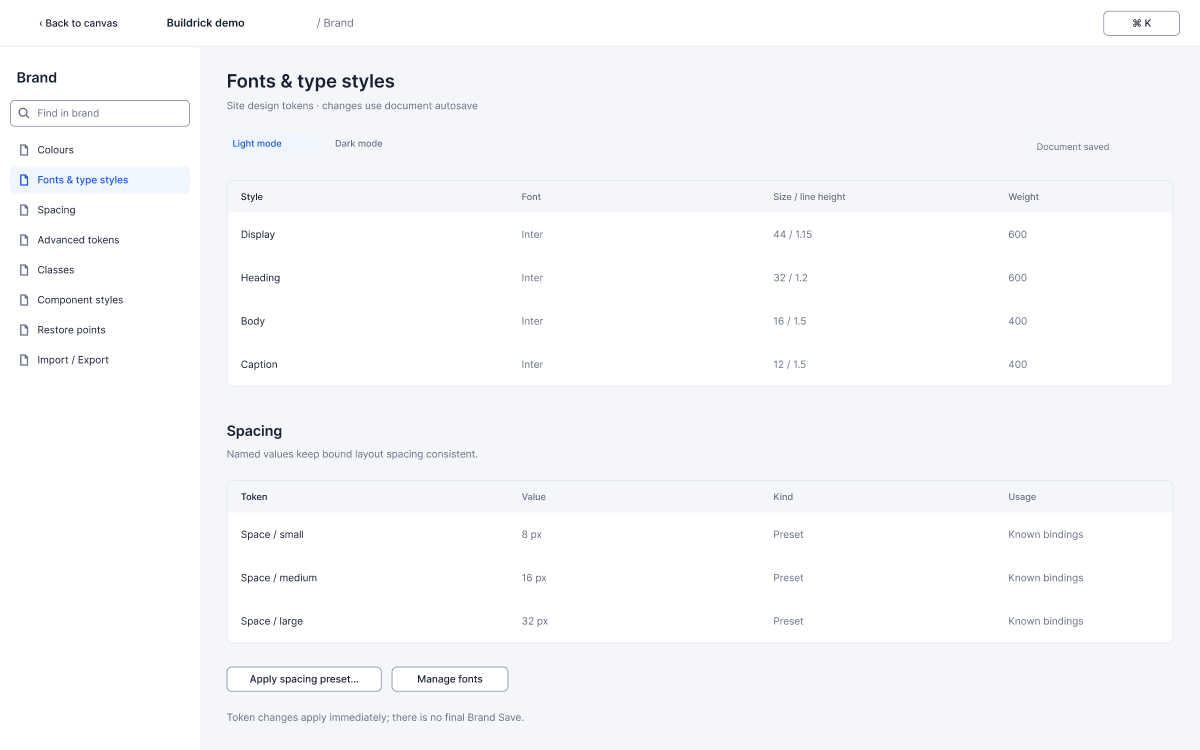 ‹ Back to canvas
Buildrick demo
/ Brand
⌘ K
Brand
Find in brand
Colours
Fonts & type styles
Spacing
Advanced tokens
Classes
Component styles
Restore points
Import / Export
Fonts & type styles
Site design tokens · changes use document autosave
Light mode
Dark mode
Document saved
Style Font Size / line height Weight
Display Inter 44 / 1.15 600
Heading Inter 32 / 1.2 600
Body Inter 16 / 1.5 400
Caption Inter 12 / 1.5 400
Spacing
Named values keep bound layout spacing consistent.
Token Value Kind Usage
Space / small 8 px Preset Known bindings
Space / medium 16 px Preset Known bindings
Space / large 32 px Preset Known bindings
Apply spacing preset...
Manage fonts
Token changes apply immediately; there is no final Brand Save.